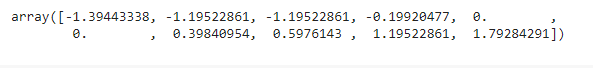 array([-1.39443338, -1.19522861, -1.19522861, -0.19920477,  0.        ,
        0.        ,  0.39840954,  0.5976143 ,  1.19522861,  1.79284291])